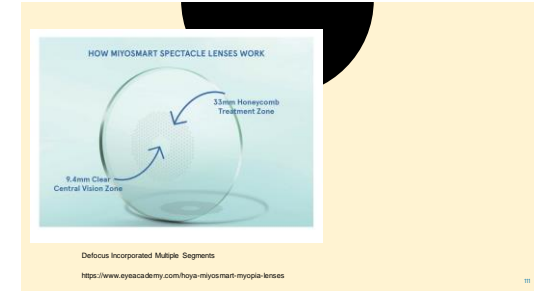 HOW MIYOSMART SPECTACLE LENSES WORK
33mm Honeycomb
Treatment Zone
9.4mm Clear
Central Vision Zone
Defocus Incorporated Multiple Segments
https://www.eyeacademy.com/hoya-miyosmart-myopia-lenses
111